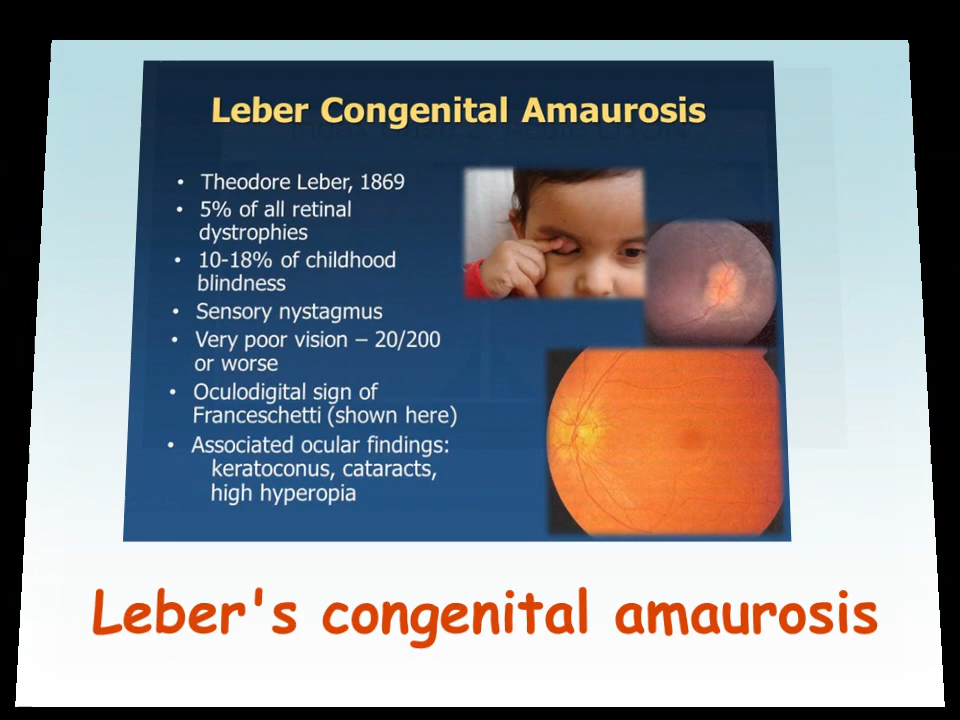 Leber Congenital Amaurosis
• Theodore Leber, 1869
• 5% of all retinal
dystrophies
• 10-18% of childhood
blindness
• Sensory nystagmus
• Very poor vision – 20/200
or worse
• Oculodigital sign of
Franceschetti (shown here)
• Associated ocular findings:
keratoconus, cataracts,
high hyperopia
Leber's congenital amaurosis